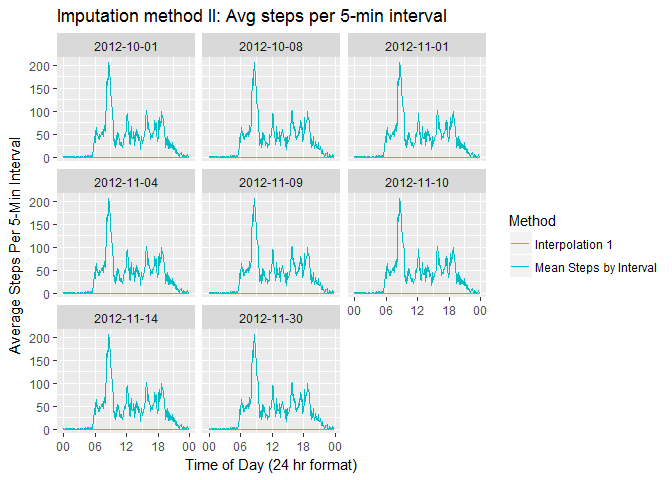 Imputation method II: Avg steps per 5-min interval
2012-10-01
2012-10-08
2012-11-01
200
150
100
50
0
2012-11-04
2012-11-09
2012-11-10
200
150
100
50
0
00 06 12 18 00
2012-11-14
2012-11-30
200
150
100
50
0
00 06 12 18 00
00 06 12 18 00
Time of Day (24 hr format)
Average Steps Per 5-Min Interval
Method
Interpolation 1
Mean Steps by Interval